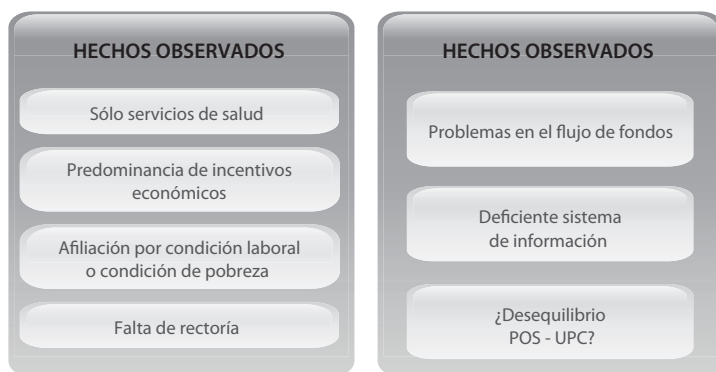 HECHOS OBSERVADOS
Sólo servicios de salud
Predominancia de incentivos
económicos
Afiliación por condición laboral
o condición de pobreza
Falta de rectoría
HECHOS OBSERVADOS
Problemas en el flujo de fondos
Deficiente sistema
de información
¿Desequilibrio
POS - UPC?